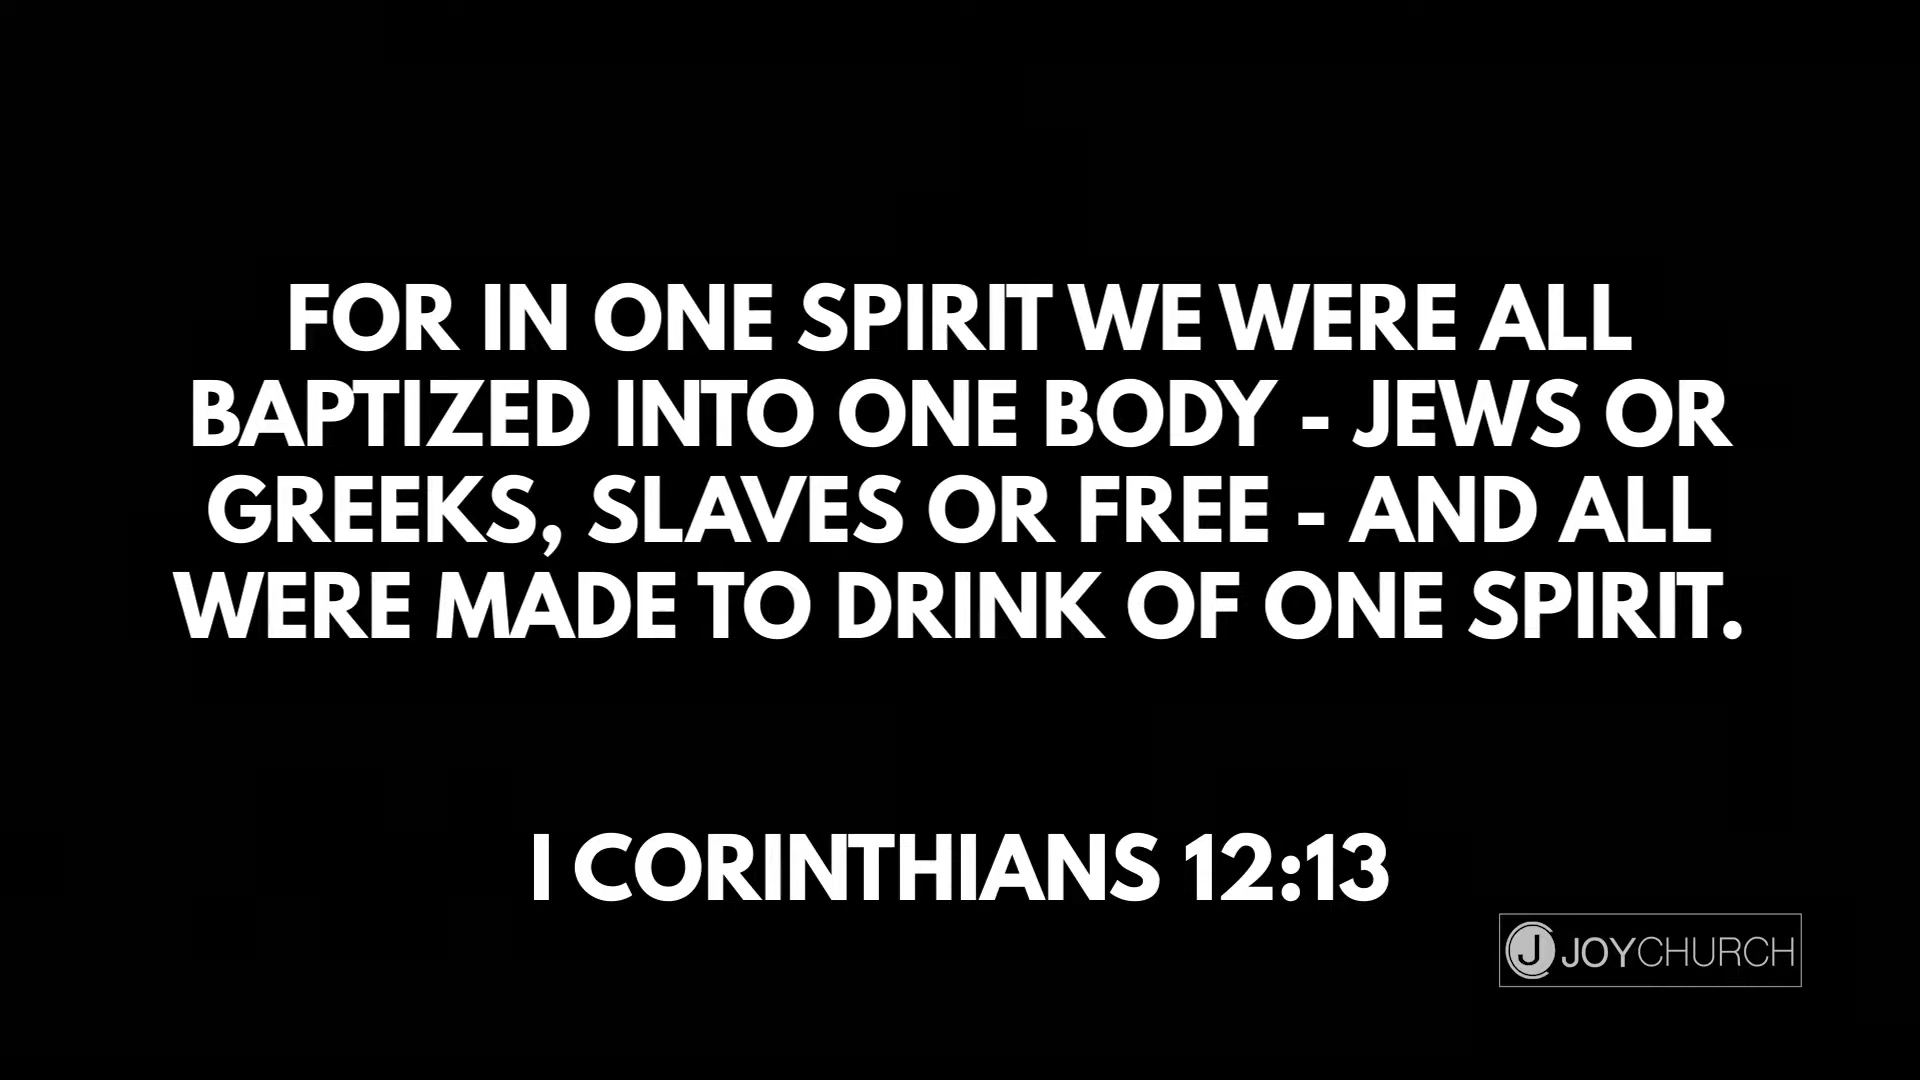 FOR IN ONE SPIRIT WE WERE ALL
BAPTIZED INTO ONE BODY - JEWS OR
GREEKS, SLAVES OR FREE - AND ALL
WERE MADE TO DRINK OF ONE SPIRIT.
I CORINTHIANS 12:13
J JOYCHURCH